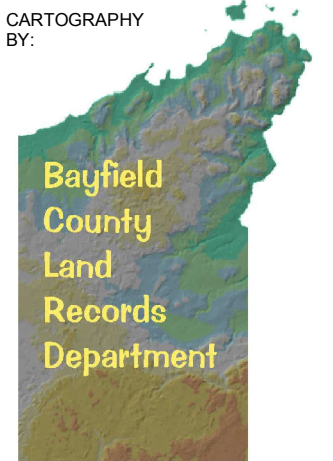 CARTOGRAPHY
BY:
Bayfield
County
Land
Records
Department